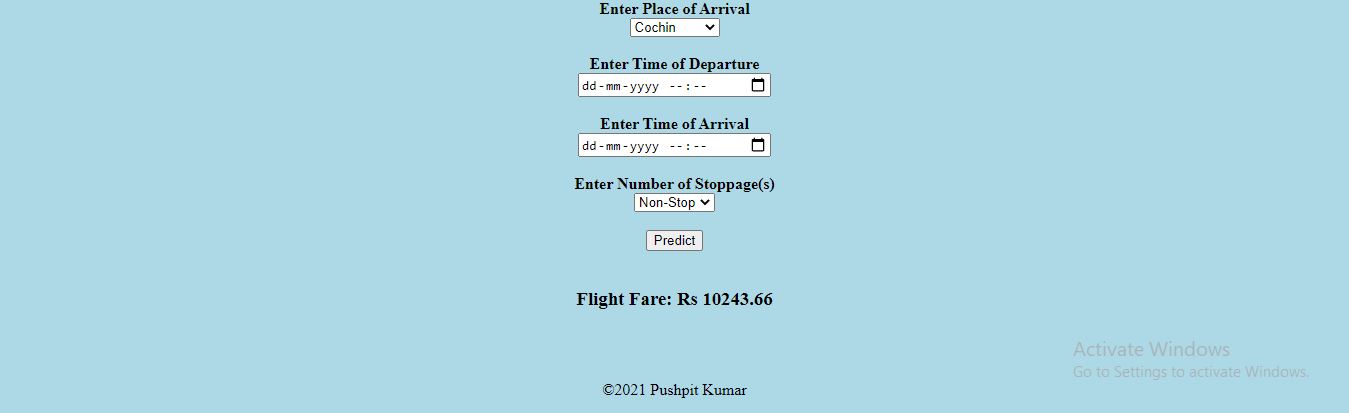 Enter Place of Arrival
Cochin
Enter Time of Departure
dd-mm-yyyy --:--
Enter Time of Arrival
dd-mm-yyyy --:--
Enter Number of Stoppage(s)
Non-Stop
Predict
Flight Fare: Rs 10243.66
Activate Windows
Go to Settings to activate Windows.
©2021 Pushpit Kumar